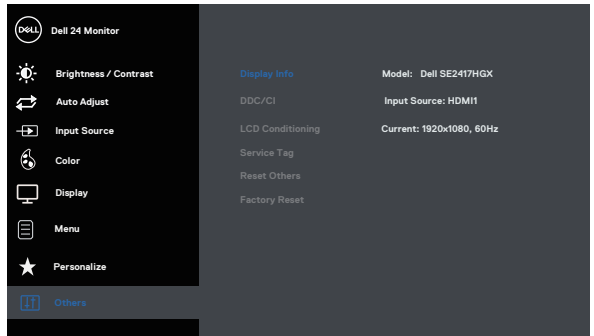 DELL Dell 24 Monitor
Brightness / Contrast
Auto Adjust
Input Source
Color
Display
Menu
Personalize
Others
Display Info
DDC/CI
LCD Conditioning
Service Tag
Reset Others
Factory Reset
Model: Dell SE2417HGX
Input Source: HDMI1
Current: 1920x1080, 60Hz